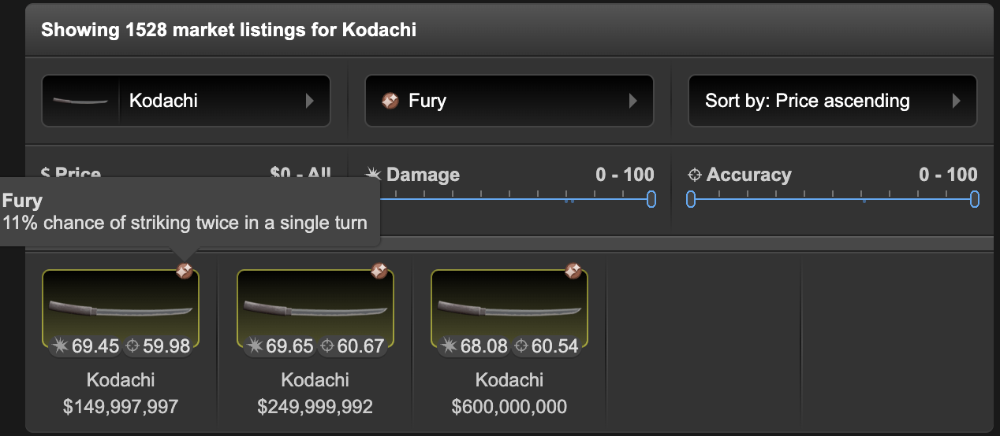 Showing 1528 market listings for Kodachi
Kodachi
Fury
Sort by: Price ascending
$ Price
$0 - All
Damage
0 - 100
Accuracy
0 - 100
Fury
11% chance of striking twice in a single turn
69.45 59.98
Kodachi
$149,997,997
69.65 60.67
Kodachi
$249,999,992
68.08 60.54
Kodachi
$600,000,000